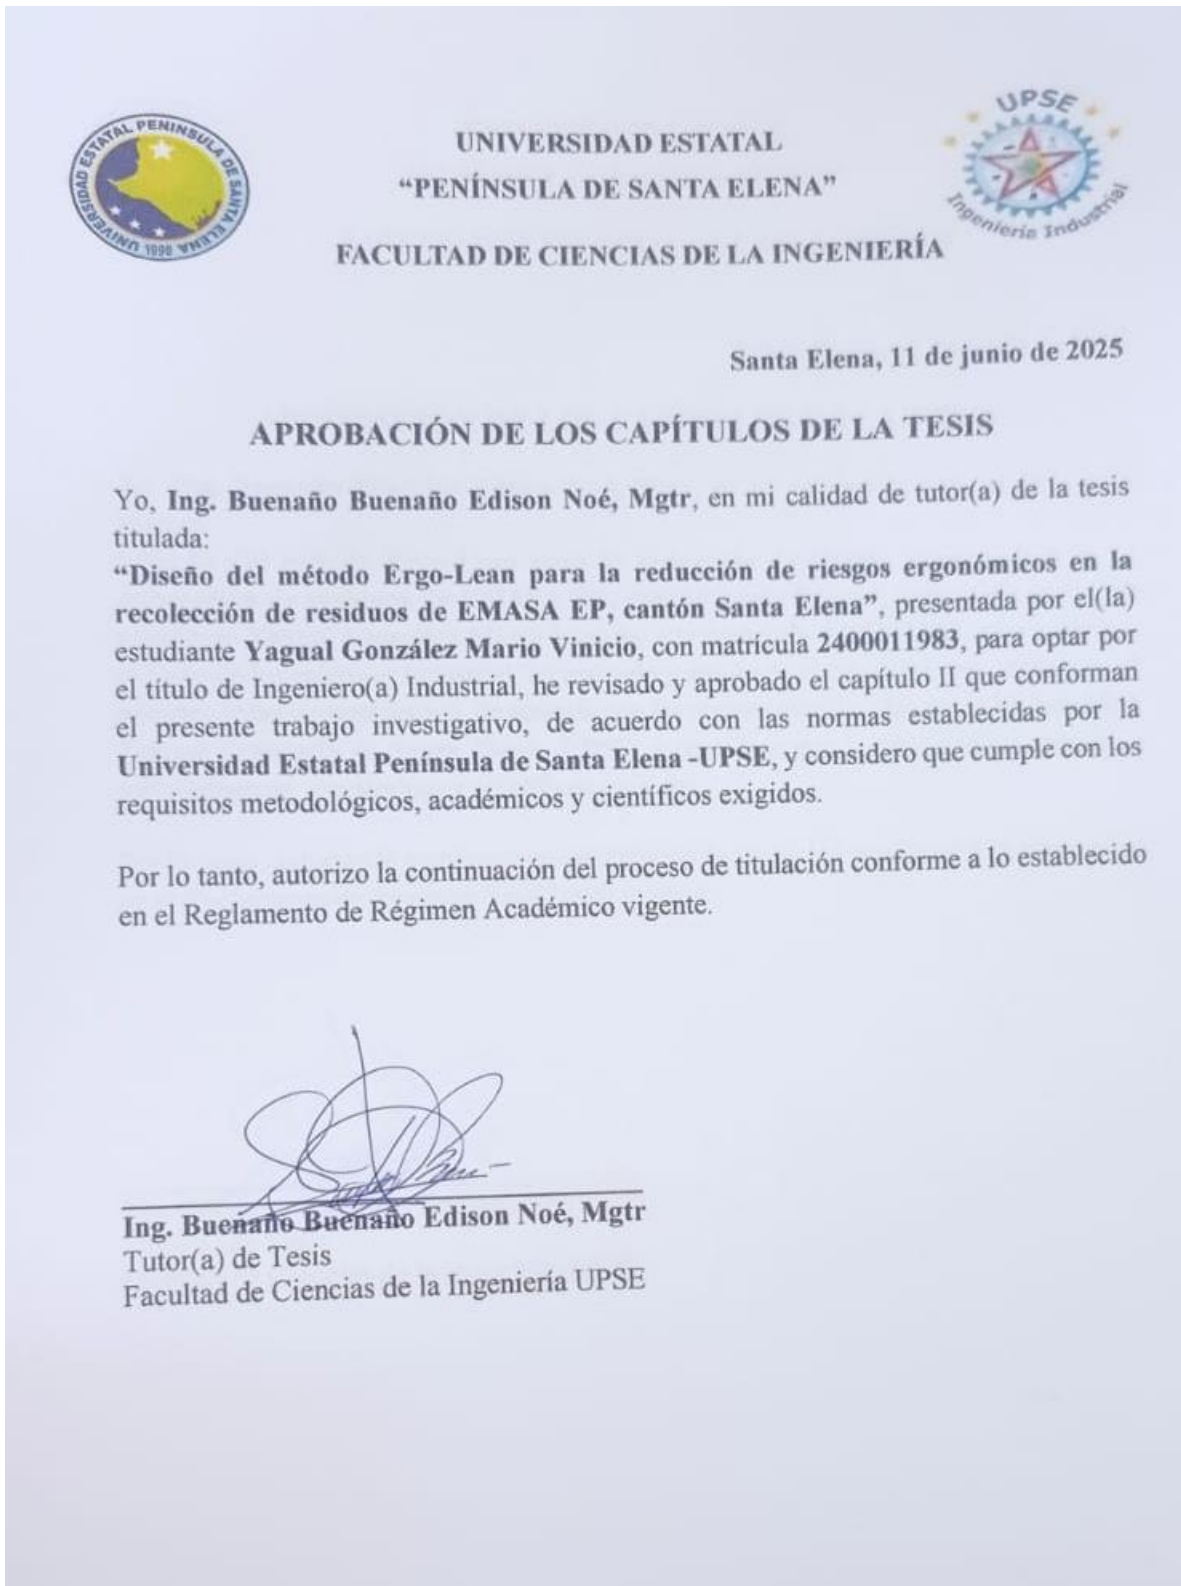 UNIVERSIDAD ESTATAL PENINSULA DE SANTA ELENA
1998
UPSE
Ingeniería Industrial
UNIVERSIDAD ESTATAL
“PENÍNSULA DE SANTA ELENA”
FACULTAD DE CIENCIAS DE LA INGENIERÍA
Santa Elena, 11 de junio de 2025
APROBACIÓN DE LOS CAPÍTULOS DE LA TESIS
Yo, Ing. Buenaño Buenaño Edison Noé, Mgtr, en mi calidad de tutor(a) de la tesis
titulada:
“Diseño del método Ergo-Lean para la reducción de riesgos ergonómicos en la
recolección de residuos de EMASA EP, cantón Santa Elena”, presentada por el(la)
estudiante Yagual González Mario Vinicio, con matrícula 2400011983, para optar por
el título de Ingeniero(a) Industrial, he revisado y aprobado el capítulo II que conforman
el presente trabajo investigativo, de acuerdo con las normas establecidas por la
Universidad Estatal Península de Santa Elena -UPSE, y considero que cumple con los
requisitos metodológicos, académicos y científicos exigidos.
Por lo tanto, autorizo la continuación del proceso de titulación conforme a lo establecido
en el Reglamento de Régimen Académico vigente.
Ing. Buenaño Buenaño Edison Noé, Mgtr
Tutor(a) de Tesis
Facultad de Ciencias de la Ingeniería UPSE